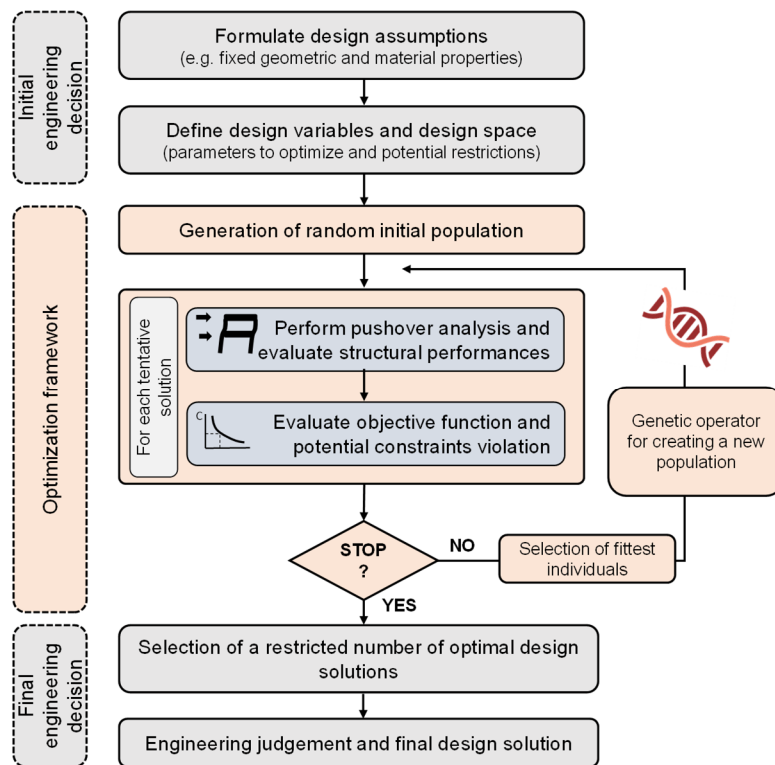 Initial
engineering
decision
Formulate design assumptions
(e.g. fixed geometric and material properties)
Define design variables and design space
(parameters to optimize and potential restrictions)
Optimization framework
Generation of random initial population
For each tentative
solution
Perform pushover analysis and
evaluate structural performances
C
Evaluate objective function and
potential constraints violation
Genetic operator
for creating a new
population
STOP
?
NO
Selection of fittest
individuals
YES
Final
engineering
decision
Selection of a restricted number of optimal design
solutions
Engineering judgement and final design solution